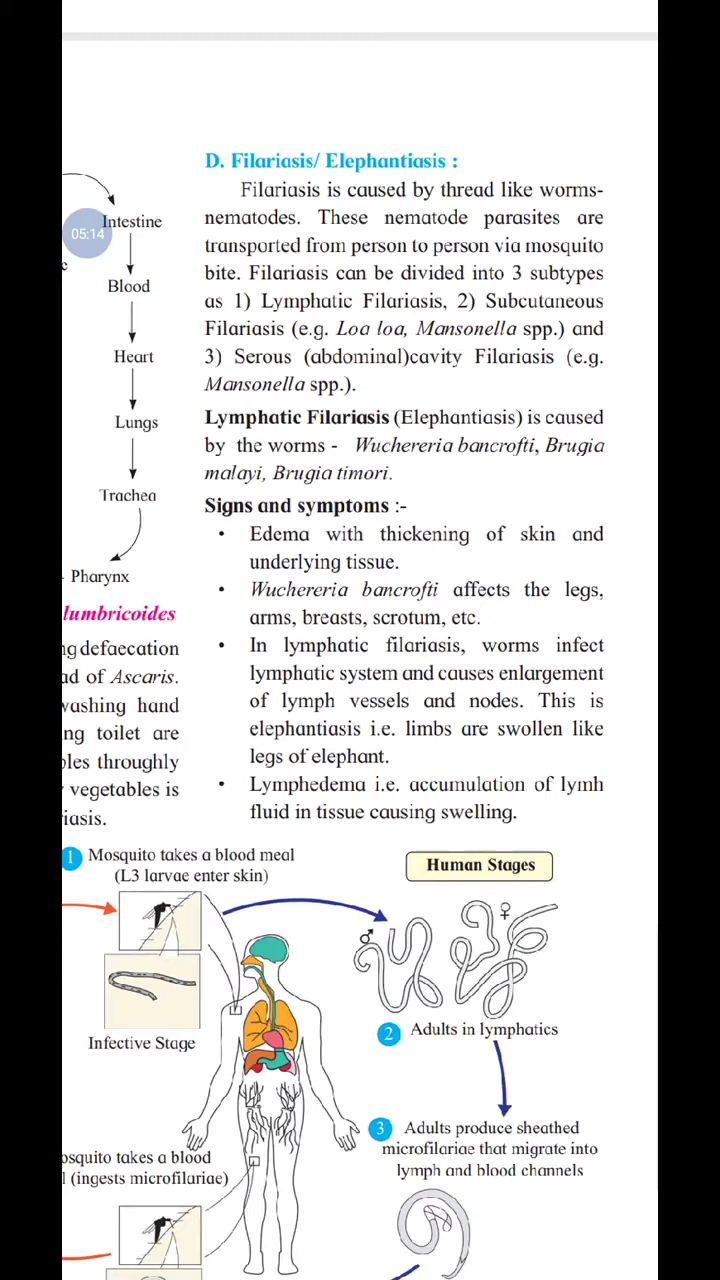 Intestine
05:14
Blood
Heart
Lungs
Trachea
Pharynx
lumbricoides
defaecation
of Ascaris.
washing hand
toilet are
throughly
vegetables is
D. Filariasis/ Elephantiasis :
Filariasis is caused by thread like worms-
nematodes. These nematode parasites are
transported from person to person via mosquito
bite. Filariasis can be divided into 3 subtypes
as 1) Lymphatic Filariasis, 2) Subcutaneous
Filariasis (e.g. Loa loa, Mansonella spp.) and
3) Serous (abdominal)cavity Filariasis (e.g.
Mansonella spp.).
Lymphatic Filariasis (Elephantiasis) is caused
by the worms - Wuchereria bancrofti, Brugia
malayi, Brugia timori.
Signs and symptoms :-
• Edema with thickening of skin and
underlying tissue.
• Wuchereria bancrofti affects the legs,
arms, breasts, scrotum, etc.
• In lymphatic filariasis, worms infect
lymphatic system and causes enlargement
of lymph vessels and nodes. This is
elephantiasis i.e. limbs are swollen like
legs of elephant.
• Lymphedema i.e. accumulation of lymh
fluid in tissue causing swelling.
1 Mosquito takes a blood meal
(L3 larvae enter skin)
Human Stages
♂
♀
Infective Stage
2 Adults in lymphatics
3 Adults produce sheathed
microfilariae that migrate into
lymph and blood channels
takes a blood
(ingests microfilariae)